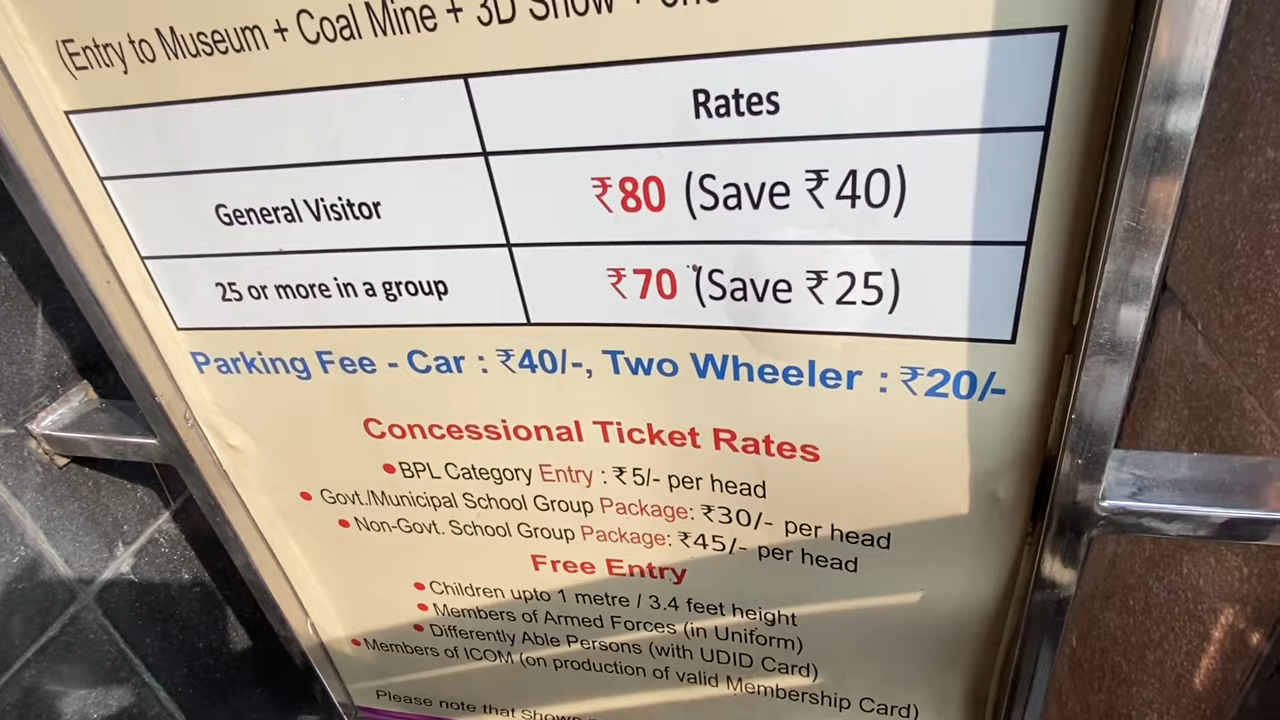 (Entry to Museum + Coal Mine + 3D Show +
Rates
General Visitor ₹80 (Save ₹40)
25 or more in a group ₹70 (Save ₹25)
Parking Fee - Car : ₹40/-, Two Wheeler : ₹20/-
Concessional Ticket Rates
• BPL Category Entry : ₹5/- per head
• Govt./Municipal School Group Package: ₹30/- per head
• Non-Govt. School Group Package: ₹45/- per head
Free Entry
• Children upto 1 metre / 3.4 feet height
• Members of Armed Forces (in Uniform)
• Differently Able Persons (with UDID Card)
• Members of ICOM (on production of valid Membership Card)
Please note that Shows